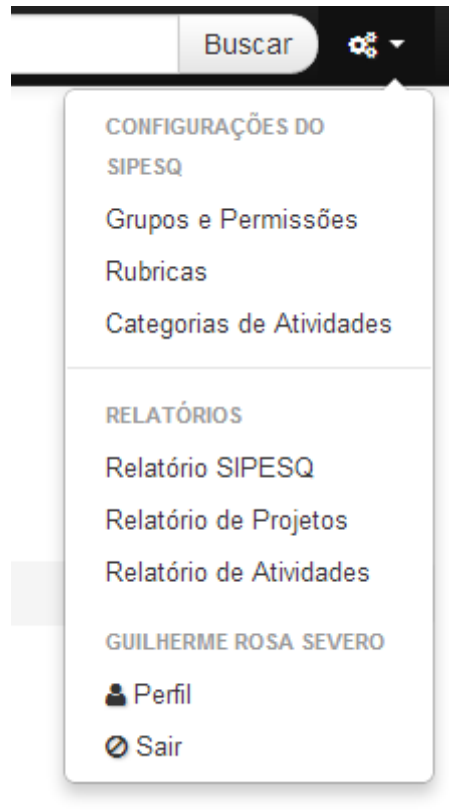 Buscar
CONFIGURAÇÕES DO
SIPESQ
Grupos e Permissões
Rubricas
Categorias de Atividades
RELATÓRIOS
Relatório SIPESQ
Relatório de Projetos
Relatório de Atividades
GUILHERME ROSA SEVERO
Perfil
Sair